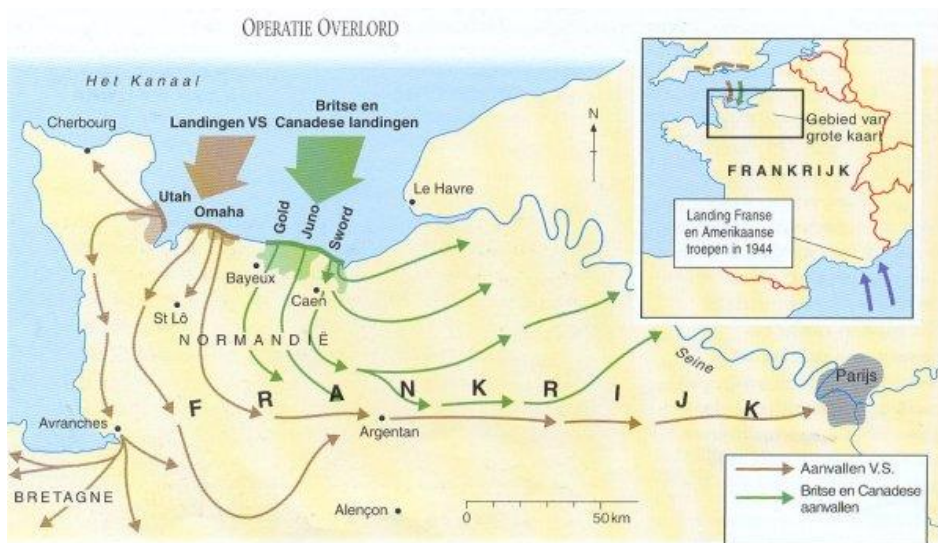 OPERATIE OVERLORD
Het Kanaal
Cherbourg
Landingen VS
Britse en
Canadese landingen
Utah
Omaha
Gold
Juno
Sword
Le Havre
N
Bayeux
Caen
St Lô
NORMANDIË
FRANKRIJK
Seine
Parijs
Avranches
Argentan
BRETAGNE
Alençon
0 50 km
Gebied van
grote kaart
FRANKRIJK
Landing Franse
en Amerikaanse
troepen in 1944
Aanvallen V.S.
Britse en Canadese
aanvallen